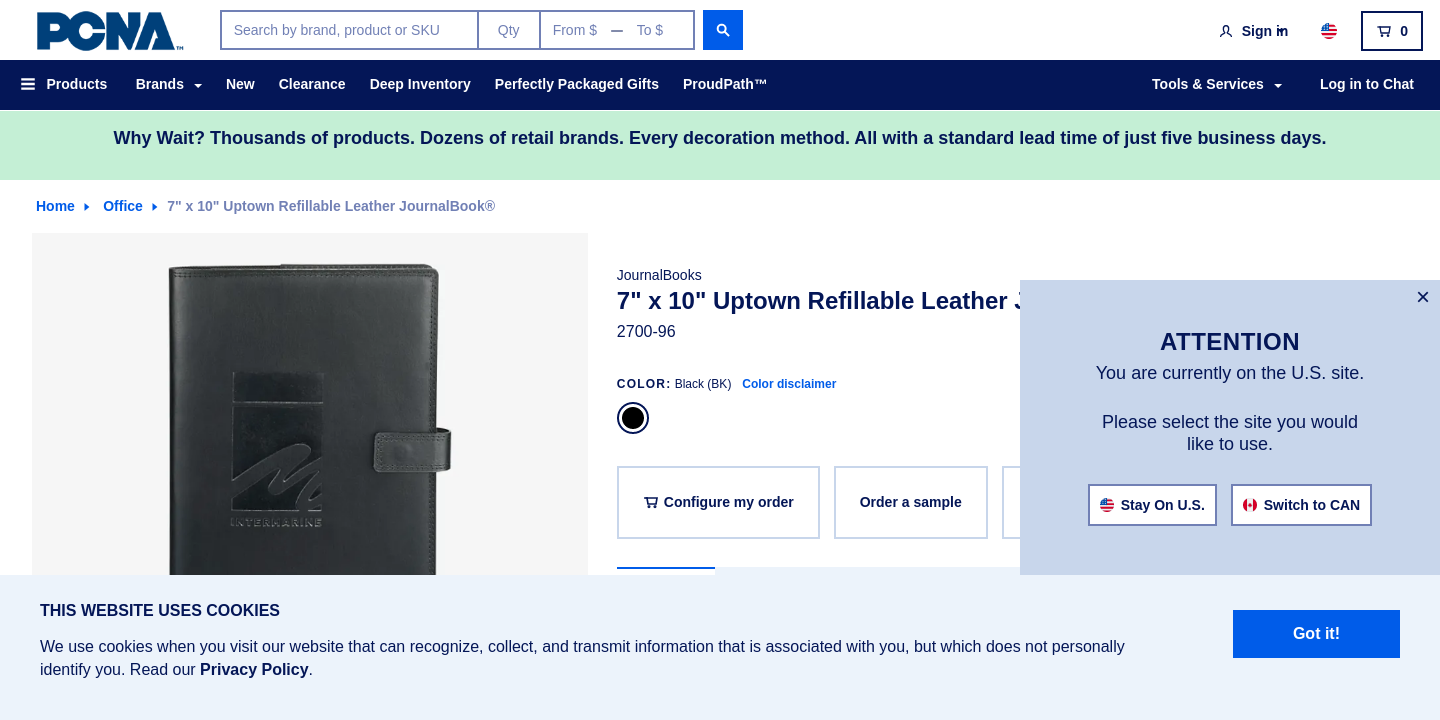 PCNA™
Search by brand, product or SKU
Qty
From $ — To $
Sign in
0
Products
Brands
New
Clearance
Deep Inventory
Perfectly Packaged Gifts
ProudPath™
Tools & Services
Log in to Chat
Why Wait? Thousands of products. Dozens of retail brands. Every decoration method. All with a standard lead time of just five business days.
Home
Office
7" x 10" Uptown Refillable Leather JournalBook®
INTERMARINE
JournalBooks
7" x 10" Uptown Refillable Leather
2700-96
COLOR: Black (BK) Color disclaimer
Configure my order
Order a sample
×
ATTENTION
You are currently on the U.S. site.
Please select the site you would
like to use.
Stay On U.S.
Switch to CAN
THIS WEBSITE USES COOKIES
We use cookies when you visit our website that can recognize, collect, and transmit information that is associated with you, but which does not personally
identify you. Read our Privacy Policy.
Got it!